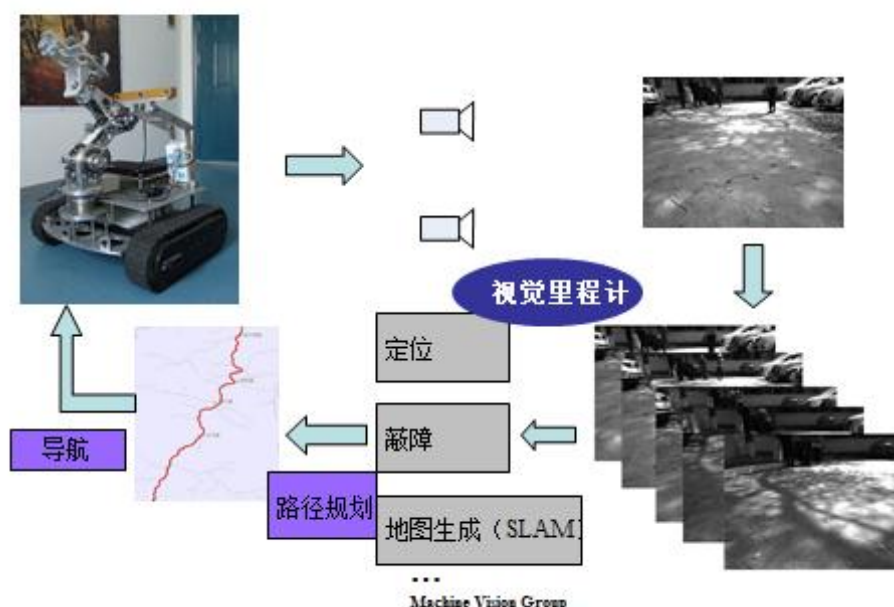 视觉里程计
定位
蔽障
导航
路径规划
地图生成（SLAM）
...
Machine Vision Group